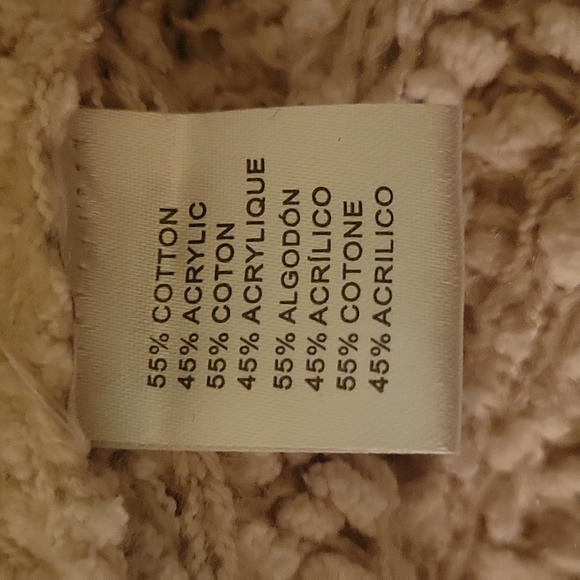 55% COTTON
45% ACRYLIC
55% COTON
45% ACRYLIQUE
55% ALGODÓN
45% ACRÍLICO
55% COTONE
45% ACRILICO